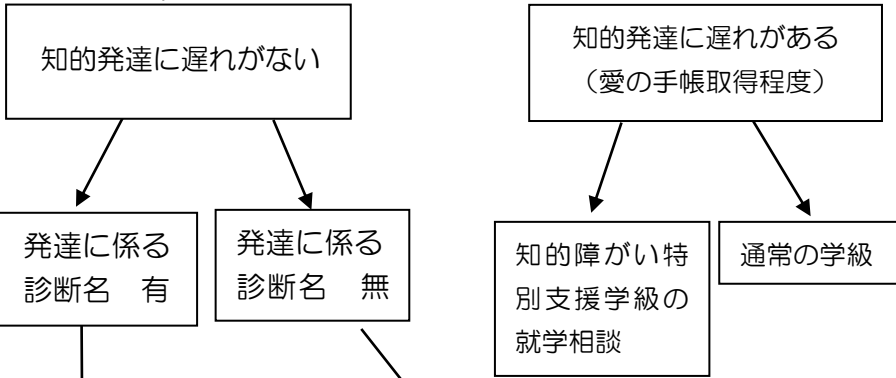 知的発達に遅れがない
知的発達に遅れがある
（愛の手帳取得程度）
発達に係る
診断名　有
発達に係る
診断名　無
知的障がい特
別支援学級の
就学相談
通常の学級